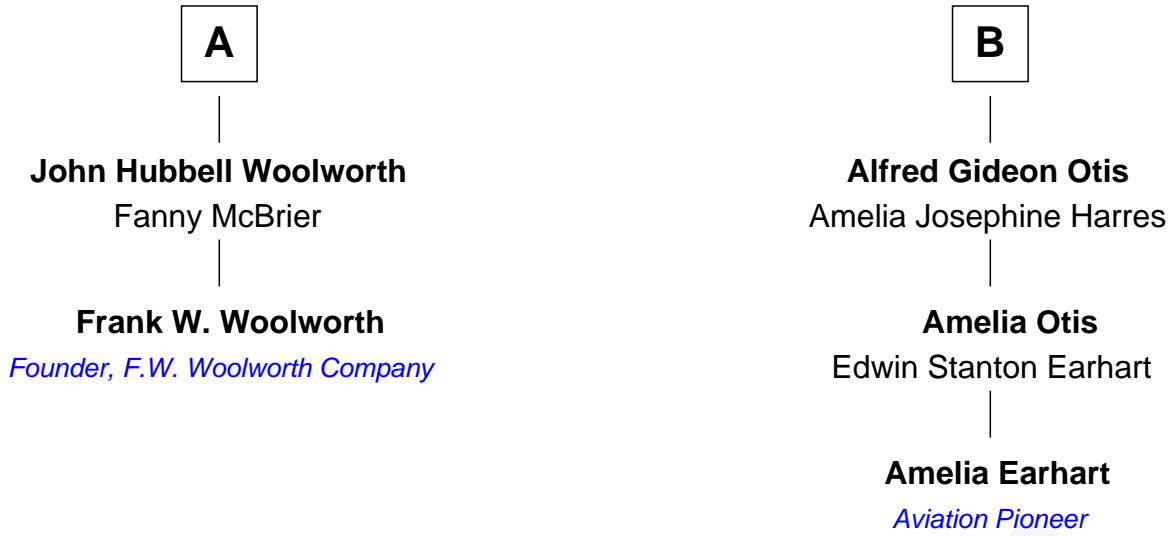 A
John Hubbell Woolworth
Fanny McBrier
Frank W. Woolworth
Founder, F.W. Woolworth Company
B
Alfred Gideon Otis
Amelia Josephine Harres
Amelia Otis
Edwin Stanton Earhart
Amelia Earhart
Aviation Pioneer